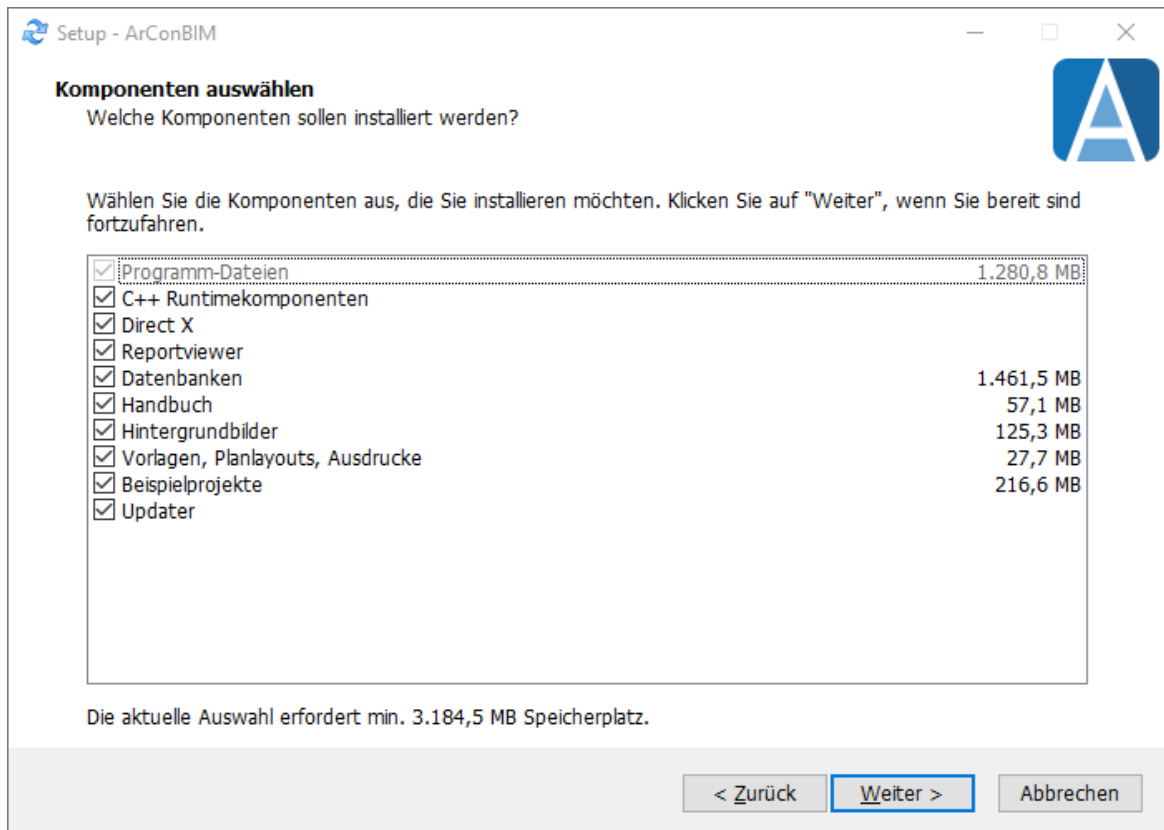 Setup - ArConBIM
Komponenten auswählen
Welche Komponenten sollen installiert werden?
Wählen Sie die Komponenten aus, die Sie installieren möchten. Klicken Sie auf "Weiter", wenn Sie bereit sind
fortzufahren.
Programm-Dateien 1.280,8 MB
C++ Runtimekomponenten
Direct X
Reportviewer
Datenbanken 1.461,5 MB
Handbuch 57,1 MB
Hintergrundbilder 125,3 MB
Vorlagen, Planlayouts, Ausdrucke 27,7 MB
Beispielprojekte 216,6 MB
Updater
Die aktuelle Auswahl erfordert min. 3.184,5 MB Speicherplatz.
< Zurück Weiter > Abbrechen